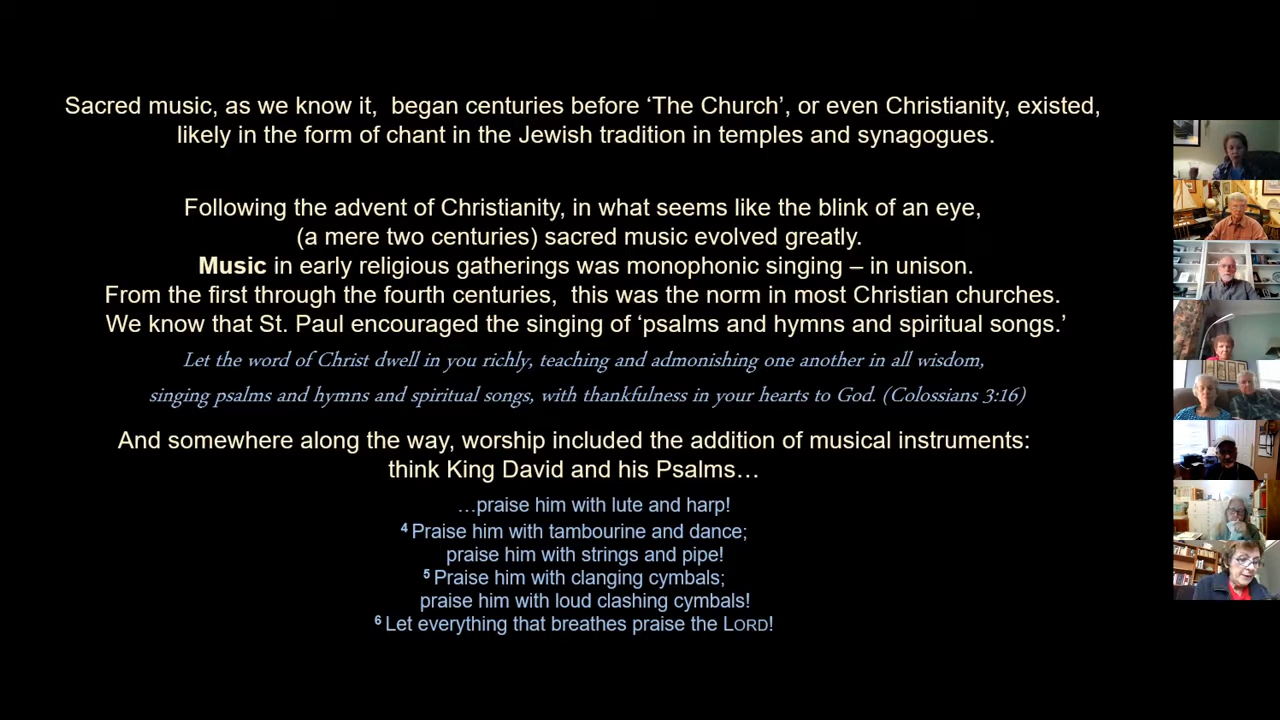 Sacred music, as we know it,  began centuries before ‘The Church’, or even Christianity, existed,
likely in the form of chant in the Jewish tradition in temples and synagogues.
Following the advent of Christianity, in what seems like the blink of an eye,
(a mere two centuries) sacred music evolved greatly.
Music in early religious gatherings was monophonic singing – in unison.
From the first through the fourth centuries,  this was the norm in most Christian churches.
We know that St. Paul encouraged the singing of ‘psalms and hymns and spiritual songs.’
Let the word of Christ dwell in you richly, teaching and admonishing one another in all wisdom,
singing psalms and hymns and spiritual songs, with thankfulness in your hearts to God. (Colossians 3:16)
And somewhere along the way, worship included the addition of musical instruments:
think King David and his Psalms…
…praise him with lute and harp!
4 Praise him with tambourine and dance;
praise him with strings and pipe!
5 Praise him with clanging cymbals;
praise him with loud clashing cymbals!
6 Let everything that breathes praise the LORD!